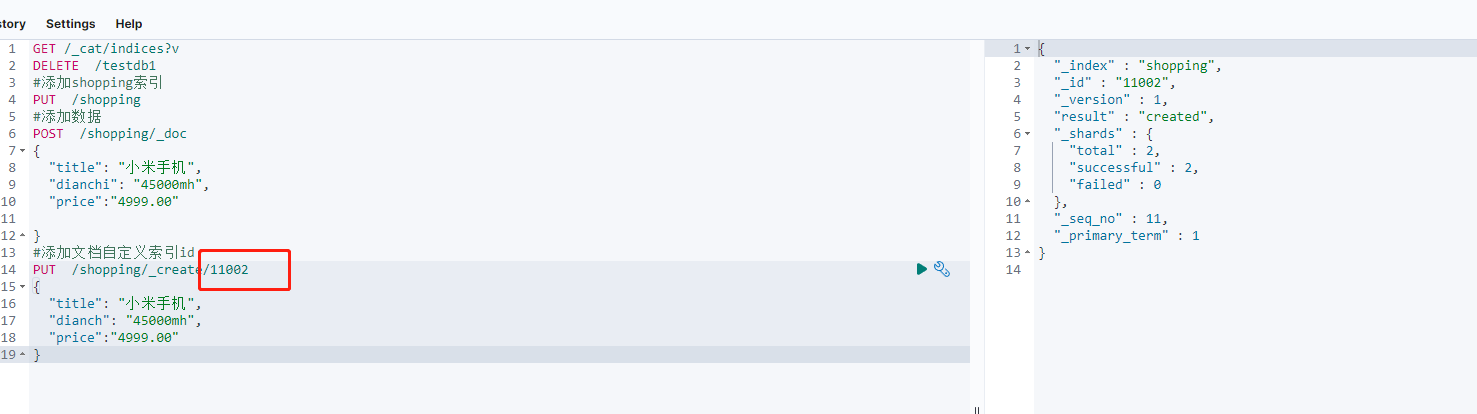 story Settings Help
1 GET /_cat/indices?v
2 DELETE  /testdb1
3 #添加shopping索引
4 PUT  /shopping
5 #添加数据
6 POST  /shopping/_doc
7 {
8   "title": "小米手机",
9   "dianchi": "45000mh",
10   "price":"4999.00"
11
12 }
13 #添加文档自定义索引id
14 PUT  /shopping/_create/11002
15 {
16   "title": "小米手机",
17   "dianch": "45000mh",
18   "price":"4999.00"
19 }
1 {
2   "_index" : "shopping",
3   "_id" : "11002",
4   "_version" : 1,
5   "result" : "created",
6   "_shards" : {
7     "total" : 2,
8     "successful" : 2,
9     "failed" : 0
10   },
11   "_seq_no" : 11,
12   "_primary_term" : 1
13 }
14